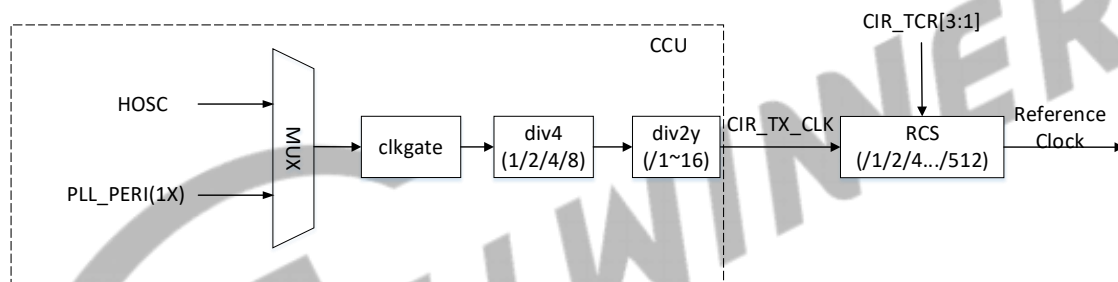 CIR_TCR[3:1]
CCU
HOSC
MUX
clkgate
div4
(1/2/4/8)
div2y
(/1~16)
CIR_TX_CLK
RCS
(/1/2/4.../512)
Reference
Clock
PLL_PERI(1X)
ALLWINNER